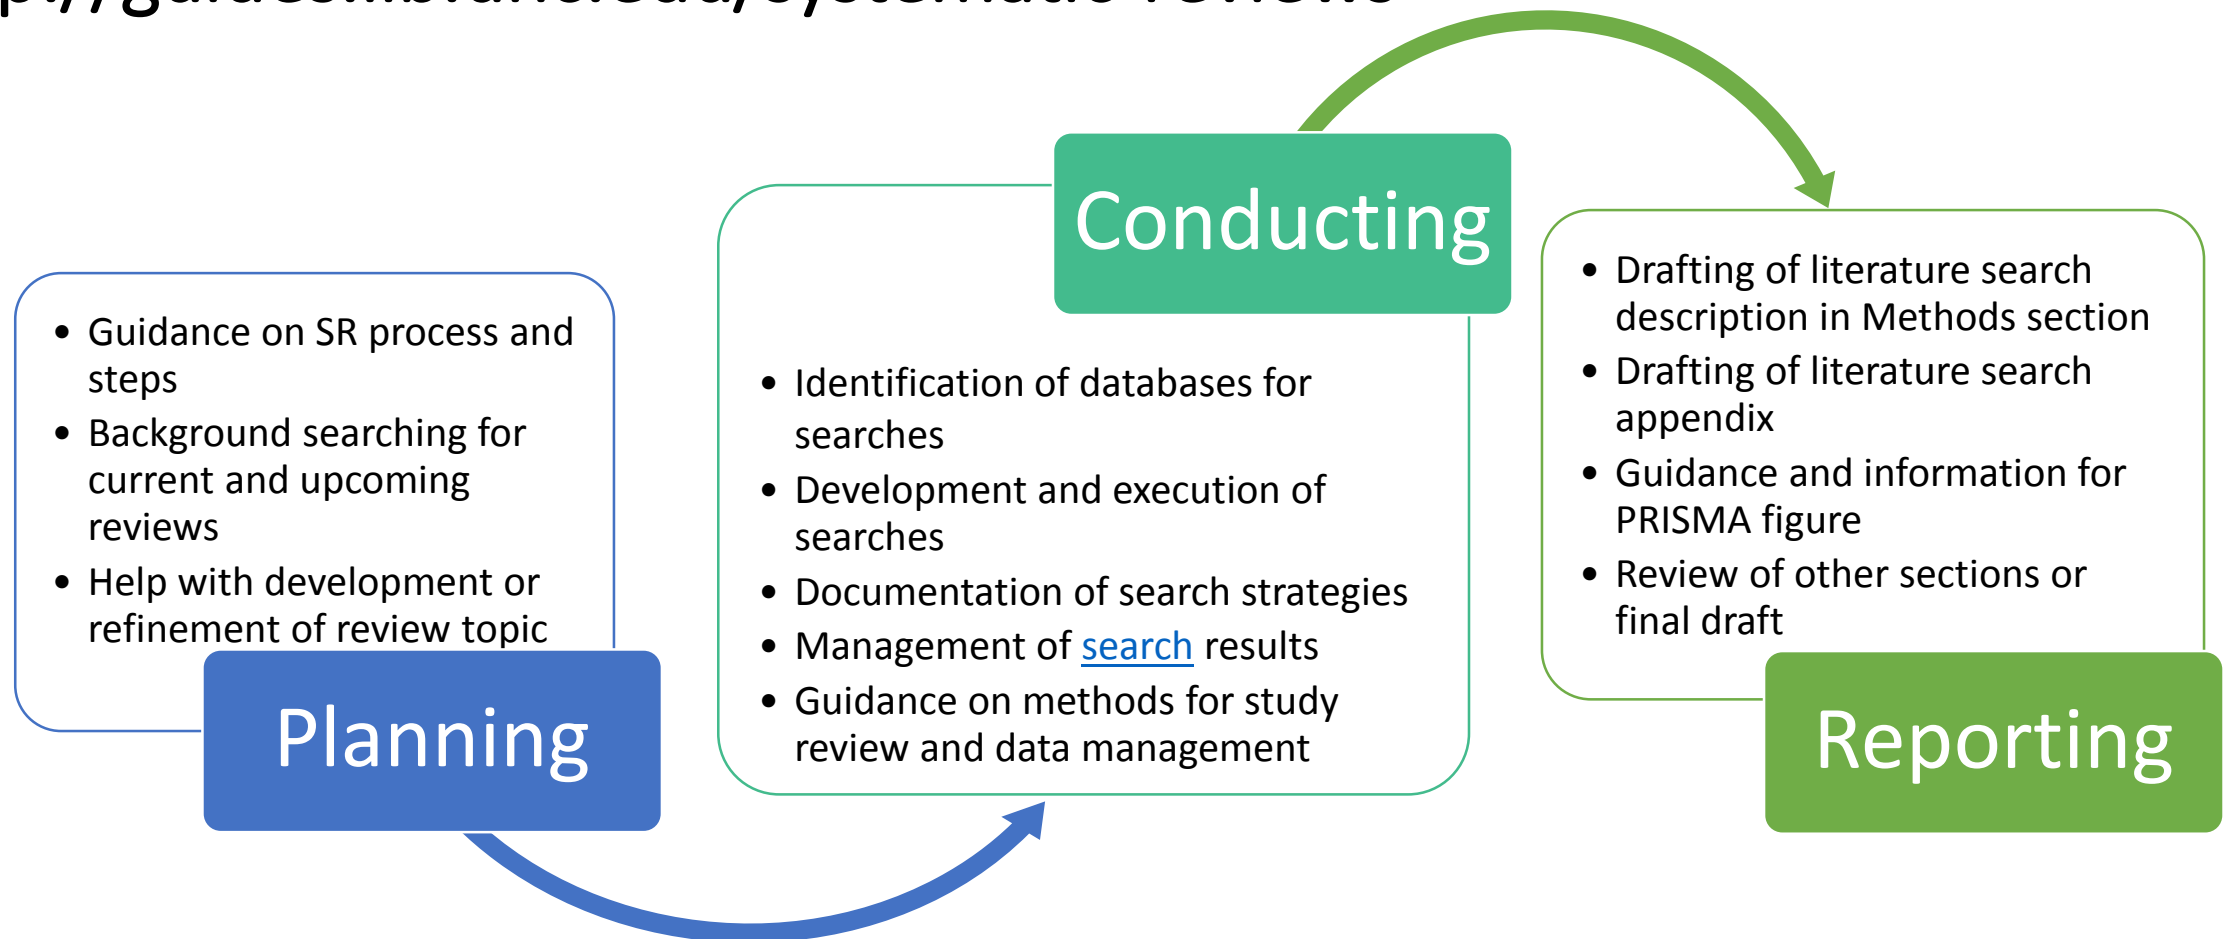 • Guidance on SR process and
steps
• Background searching for
current and upcoming
reviews
• Help with development or
refinement of review topic
Planning
Conducting
• Identification of databases for
searches
• Development and execution of
searches
• Documentation of search strategies
• Management of search results
• Guidance on methods for study
review and data management
• Drafting of literature search
description in Methods section
• Drafting of literature search
appendix
• Guidance and information for
PRISMA figure
• Review of other sections or
final draft
Reporting